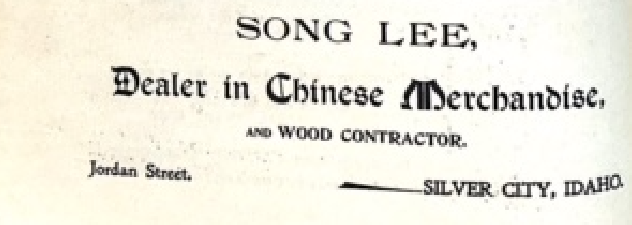 SONG LEE,
Dealer in Chinese Merchandise,
AND WOOD CONTRACTOR.
Jordan Street. SILVER CITY, IDAHO.